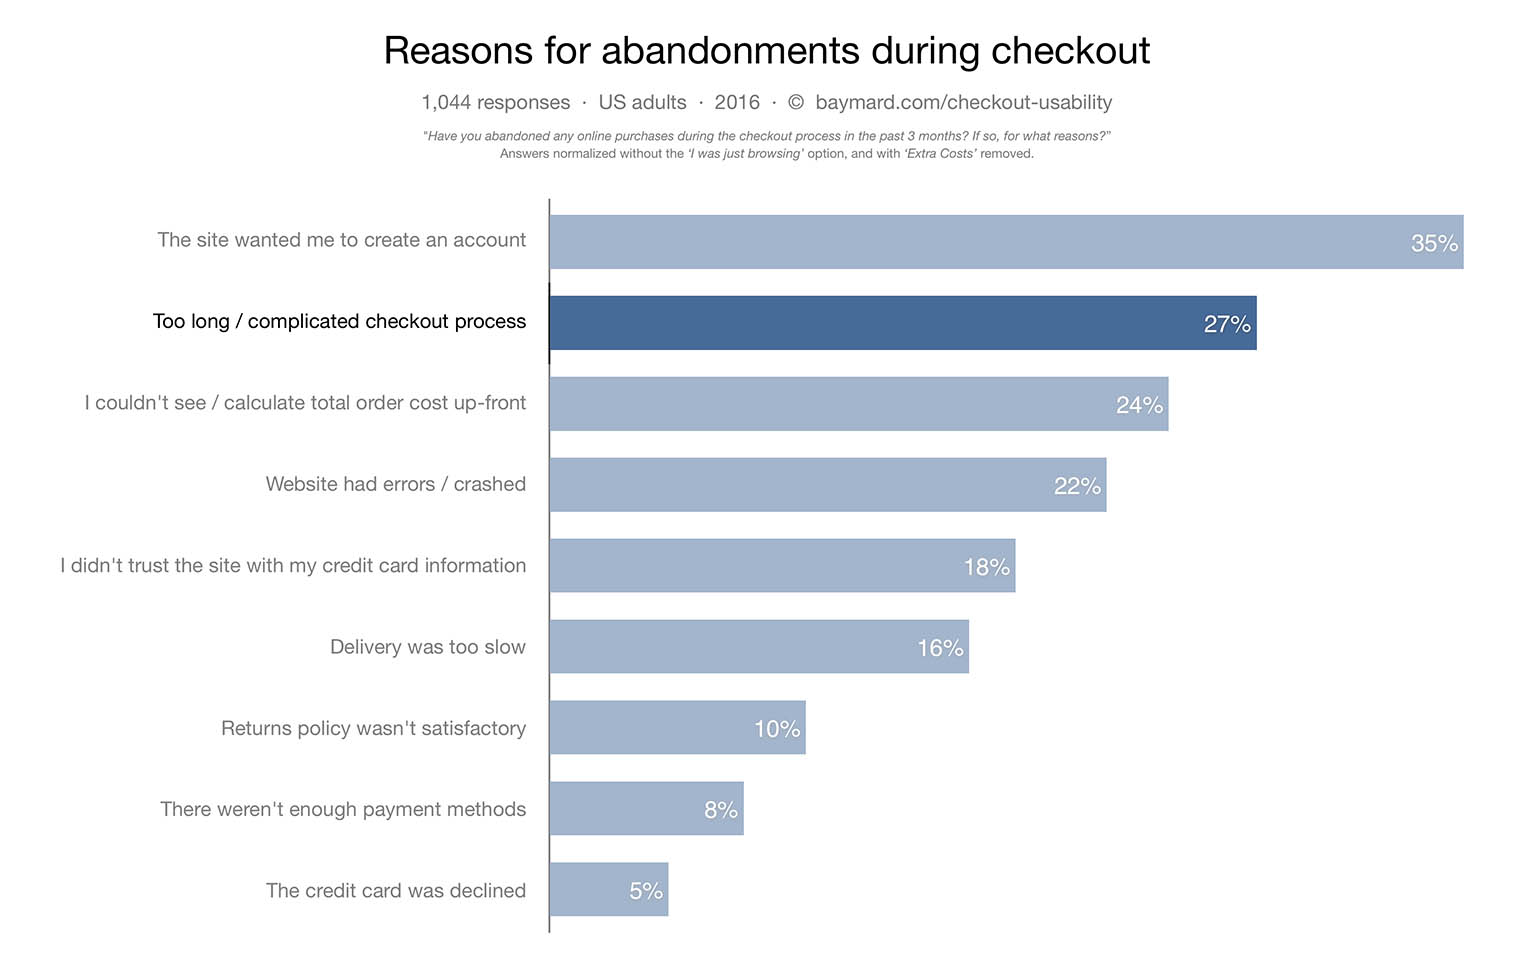 Reasons for abandonments during checkout
1,044 responses · US adults · 2016 · © baymard.com/checkout-usability
"Have you abandoned any online purchases during the checkout process in the past 3 months? If so, for what reasons?”
Answers normalized without the ‘I was just browsing’ option, and with ‘Extra Costs’ removed.
The site wanted me to create an account 35%
Too long / complicated checkout process 27%
I couldn't see / calculate total order cost up-front 24%
Website had errors / crashed 22%
I didn't trust the site with my credit card information 18%
Delivery was too slow 16%
Returns policy wasn't satisfactory 10%
There weren't enough payment methods 8%
The credit card was declined 5%